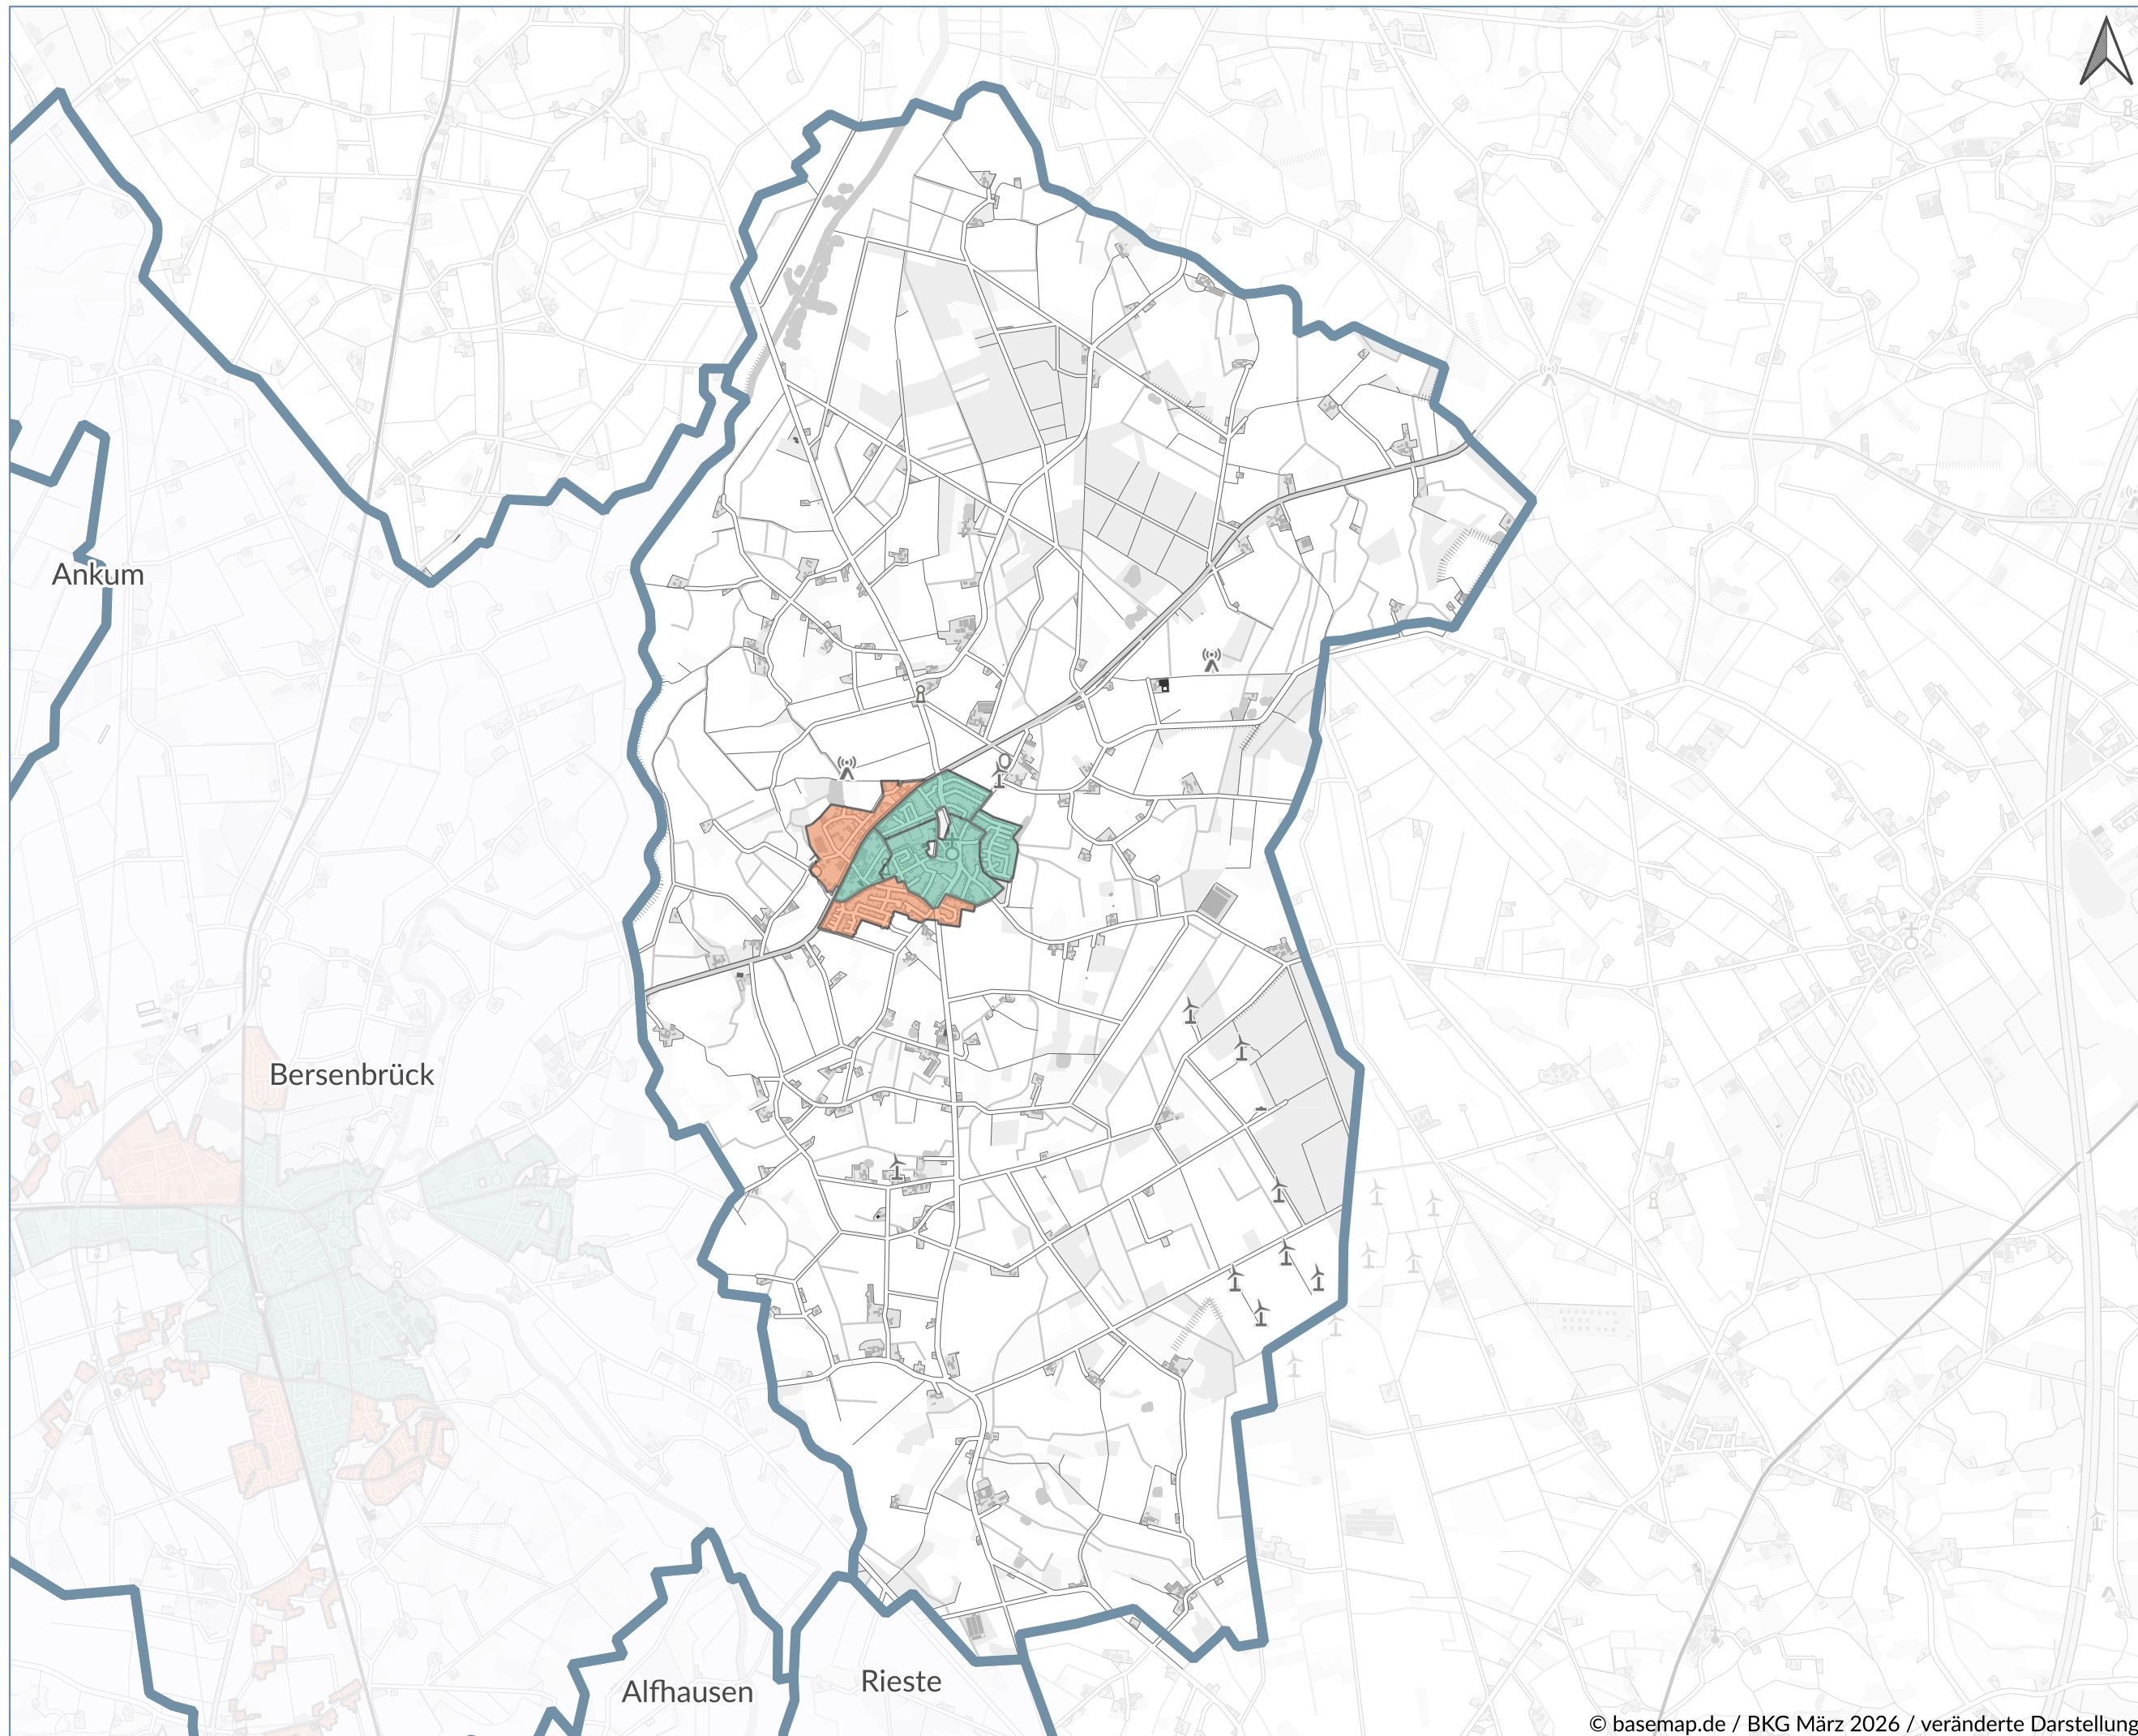 Ankum
Bersenbrück
Rieste
Alfhausen
© basemap.de / BKG März 2026 / veränderte Darstellung